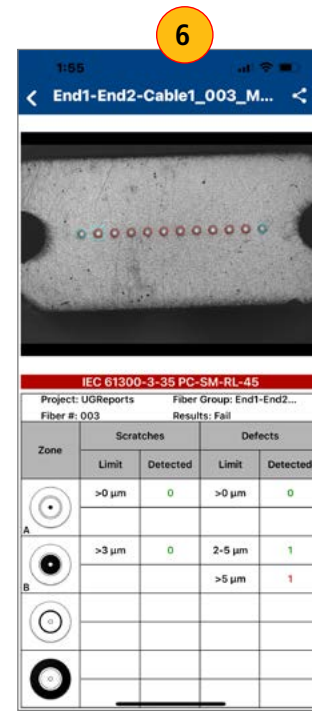 6
1:55
End1-End2-Cable1_003_M...
IEC 61300-3-35 PC-SM-RL-45
Project: UGReports Fiber Group: End1-End2...
Fiber #: 003 Results: Fail
Zone Scratches Defects
Limit Detected Limit Detected
A >0 μm 0 >0 μm 0
B >3 μm 0 2-5 μm 1
>5 μm 1